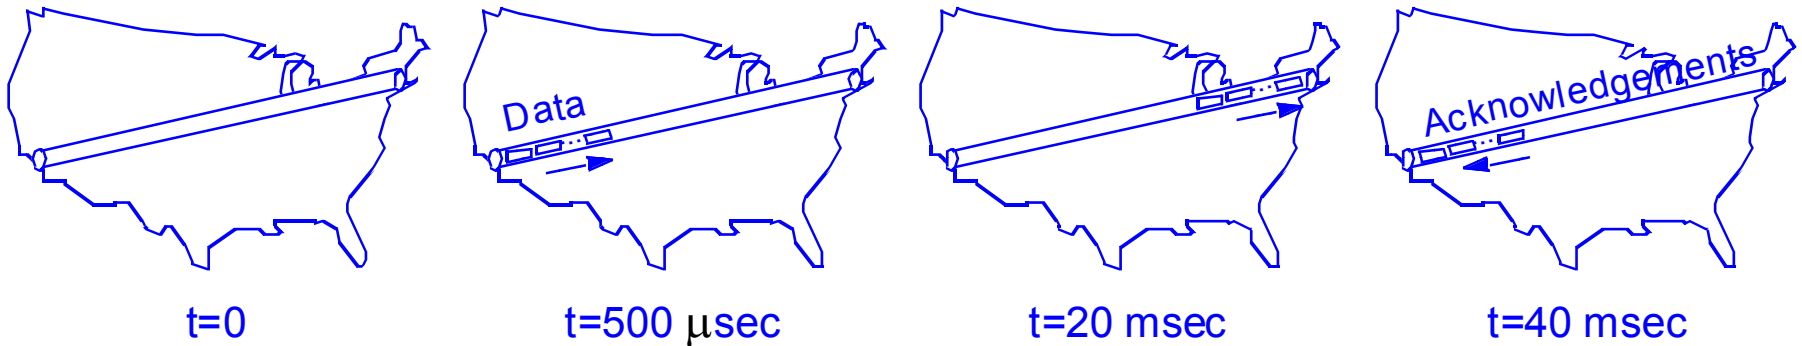 Data
Acknowledgements
t=0
t=500 μsec
t=20 msec
t=40 msec